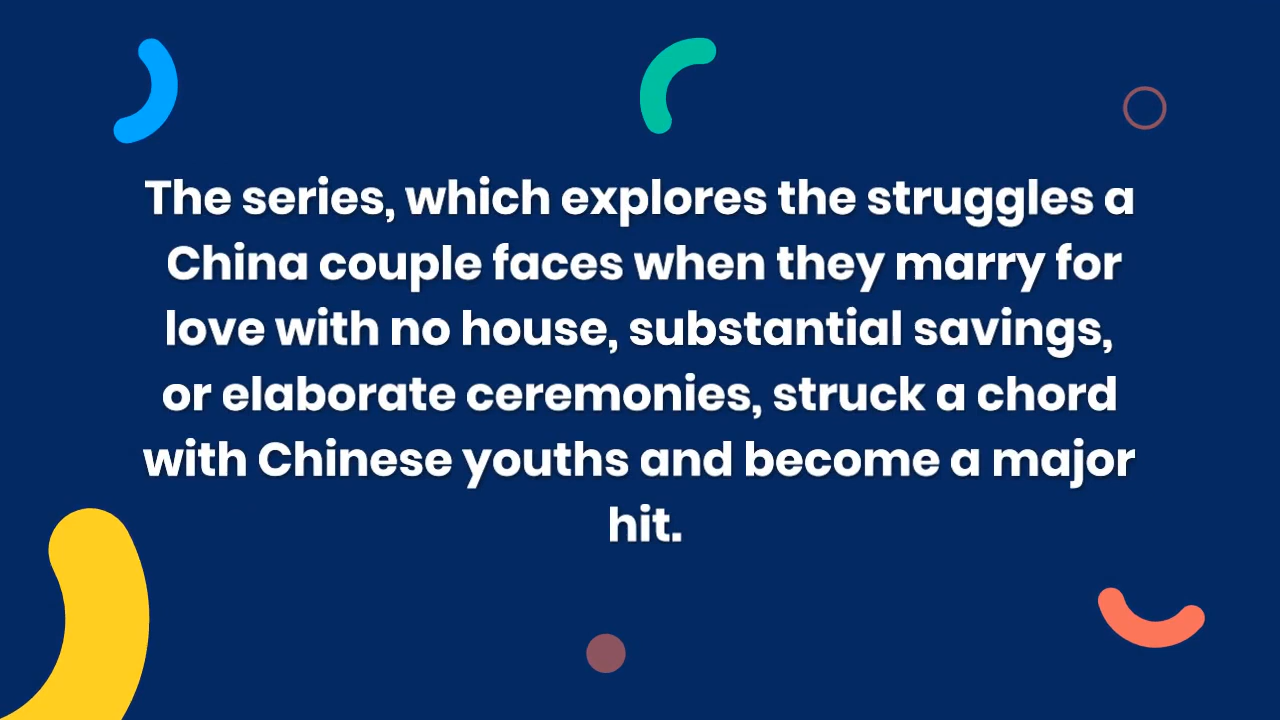 The series, which explores the struggles a
China couple faces when they marry for
love with no house, substantial savings,
or elaborate ceremonies, struck a chord
with Chinese youths and become a major
hit.